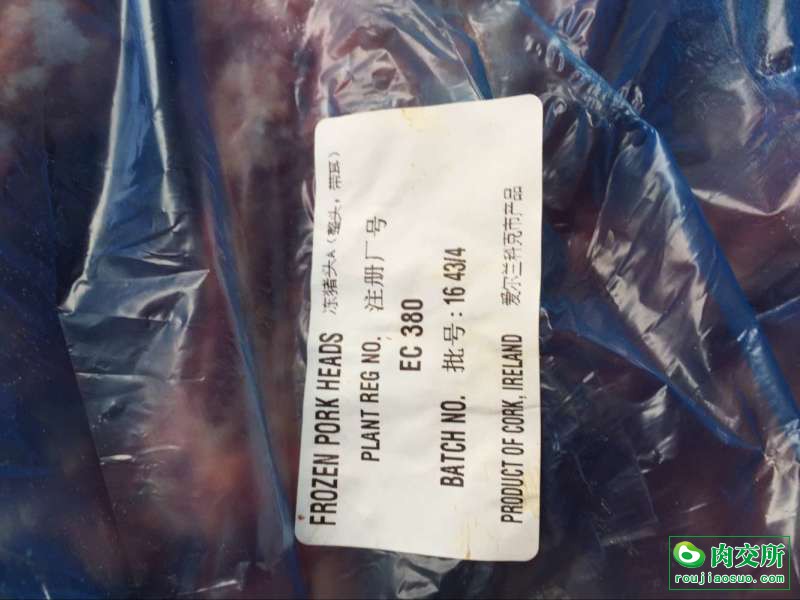 FROZEN PORK HEADS 冻猪头A（整头，带耳）
PLANT REG NO. 注册厂号
EC 380
BATCH NO. 批号：16 43/4
PRODUCT OF CORK, IRELAND 爱尔兰科克市产品
肉交所
roujiaosuo.com